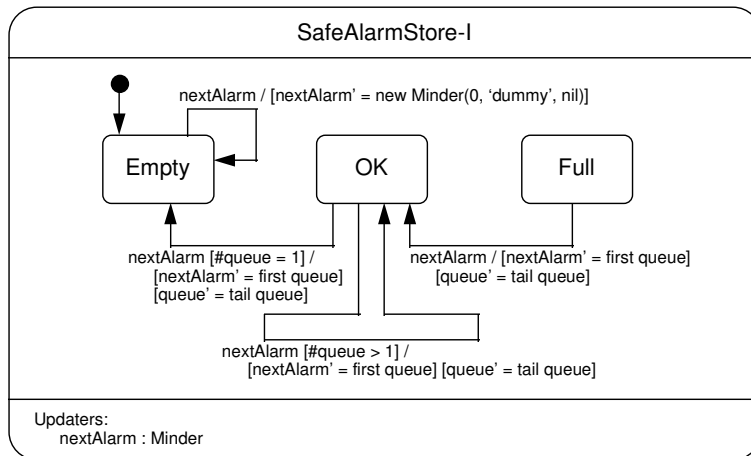 SafeAlarmStore-I
nextAlarm / [nextAlarm’ = new Minder(0, ‘dummy’, nil)]
Empty
OK
Full
nextAlarm [#queue = 1] /
[nextAlarm’ = first queue]
[queue’ = tail queue]
nextAlarm / [nextAlarm’ = first queue]
[queue’ = tail queue]
nextAlarm [#queue > 1] /
[nextAlarm’ = first queue] [queue’ = tail queue]
Updaters:
nextAlarm : Minder